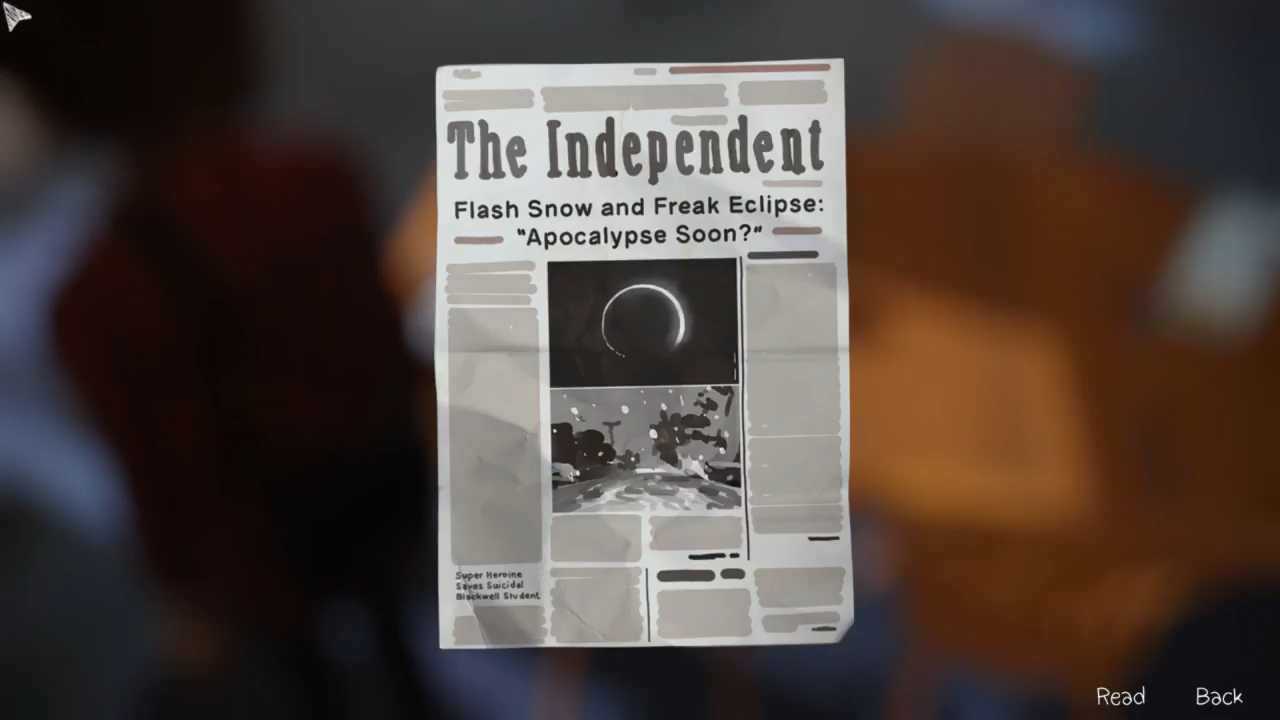 The Independent
Flash Snow and Freak Eclipse:
"Apocalypse Soon?"
Super Heroine
Saves Suicidal
Blackwell Student
Read
Back